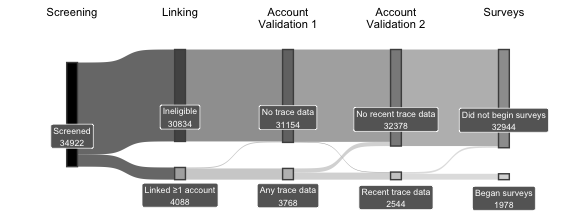 Screening
Linking
Account
Validation 1
Account
Validation 2
Surveys
Screened
34922
Ineligible
30834
Linked ≥1 account
4088
No trace data
31154
Any trace data
3768
No recent trace data
32378
Recent trace data
2544
Did not begin surveys
32944
Began surveys
1978